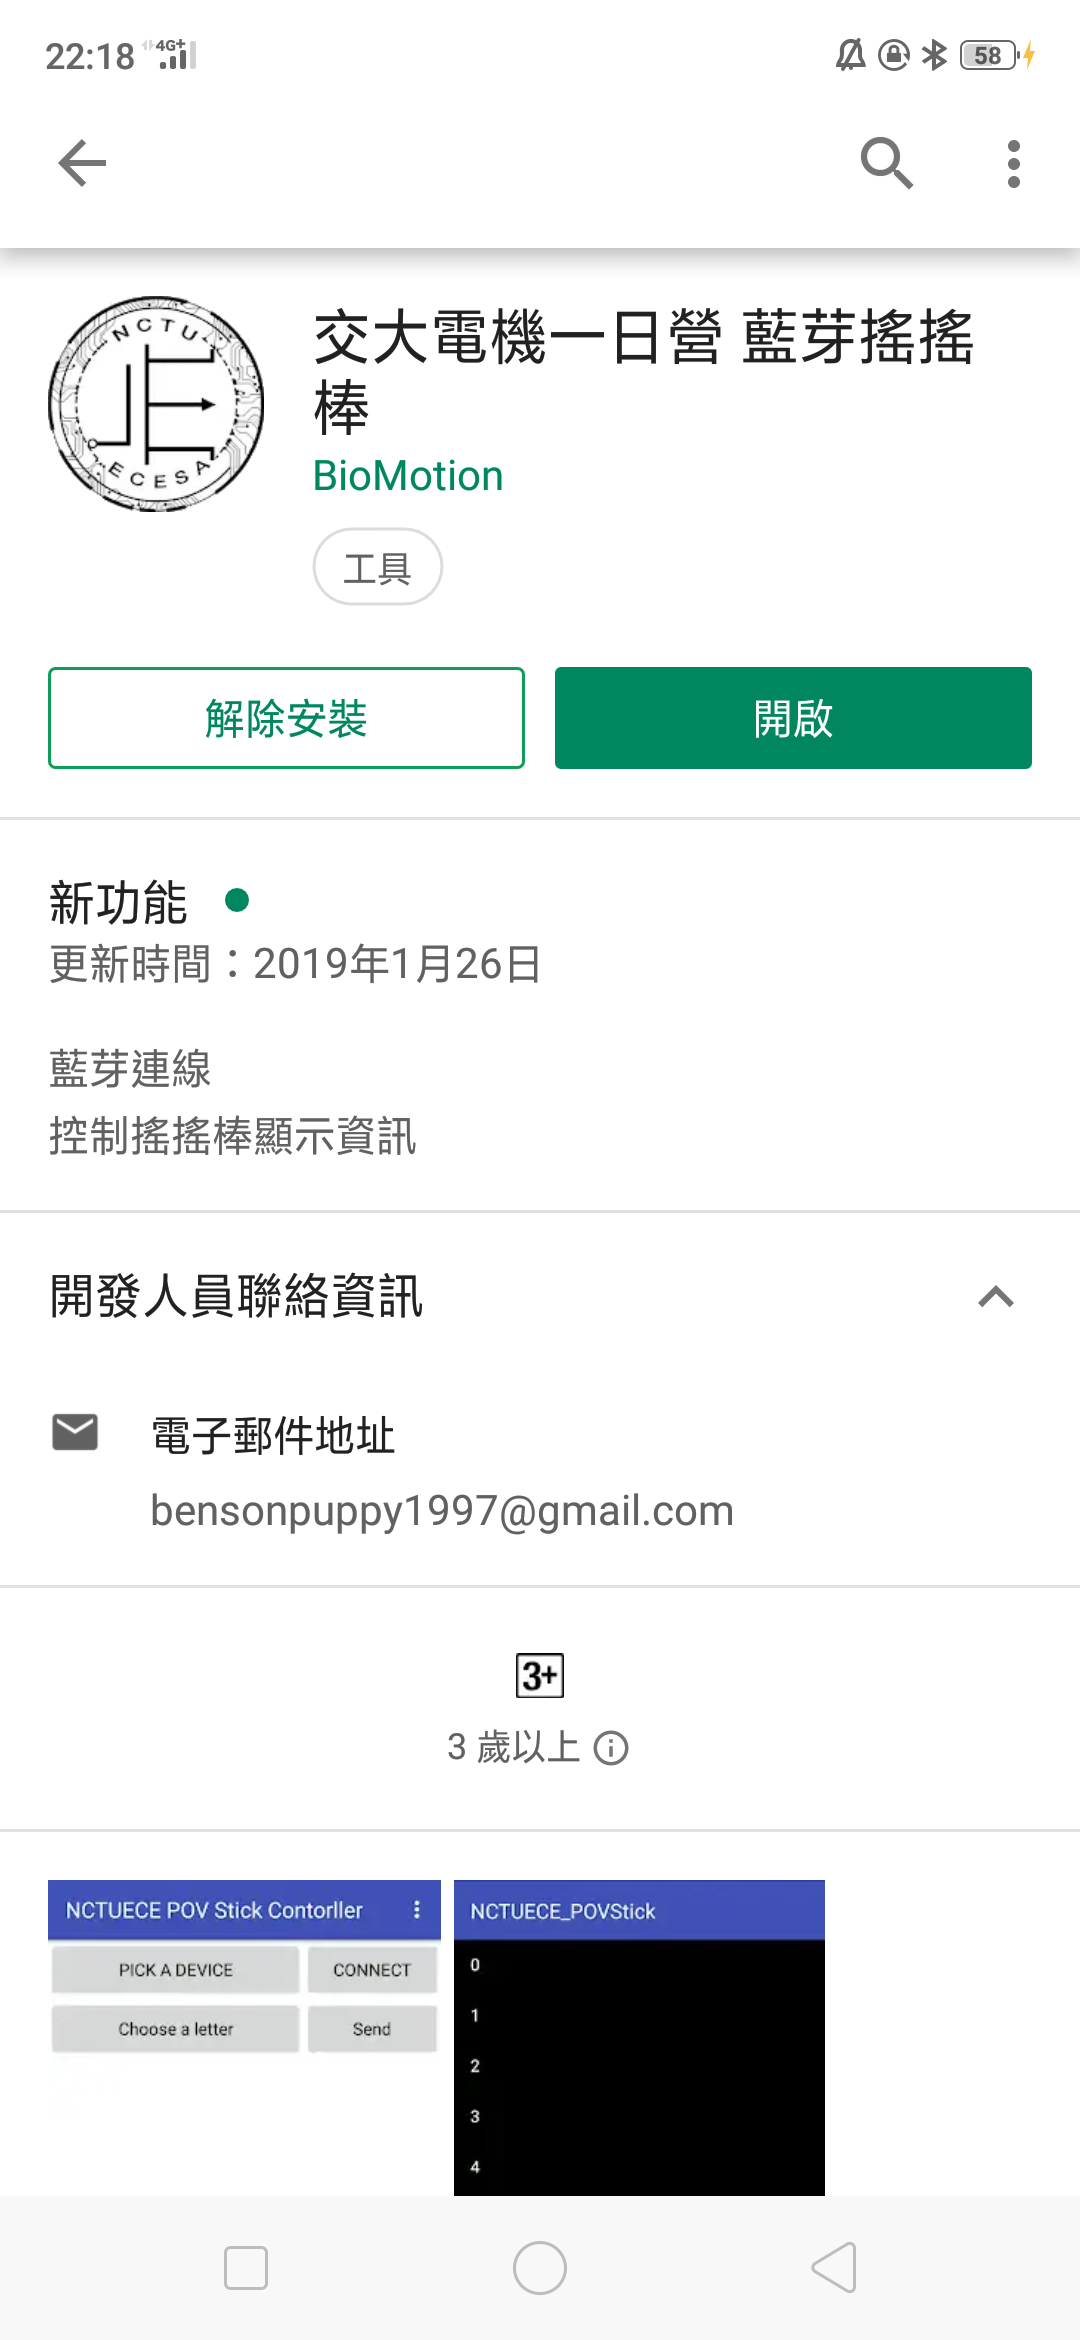 22:18 4G+ 58
NCTU
ECESA
交大電機一日營 藍芽搖搖
棒
BioMotion
工具
解除安裝
開啟
新功能
更新時間：2019年1月26日
藍芽連線
控制搖搖棒顯示資訊
開發人員聯絡資訊
電子郵件地址
bensonpuppy1997@gmail.com
3+
3 歲以上
NCTUECE POV Stick Contorller
PICK A DEVICE
CONNECT
Choose a letter
Send
NCTUECE_POVStick
0
1
2
3
4